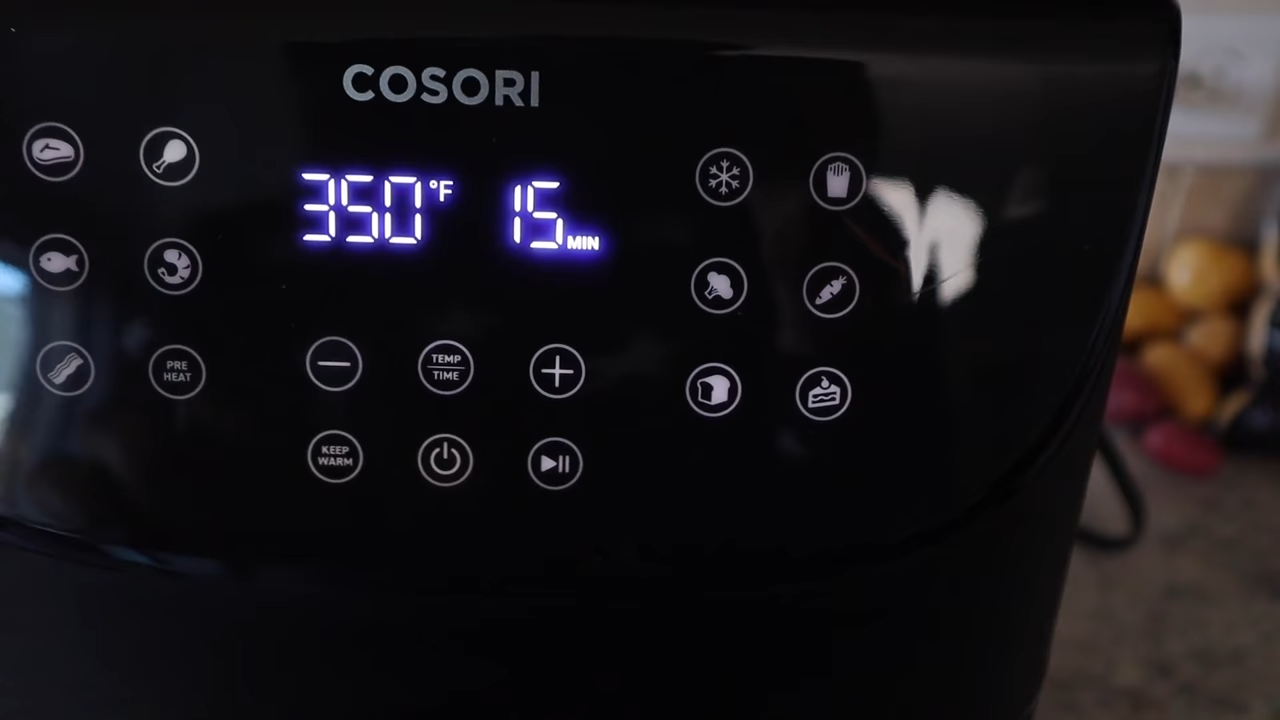 COSORI
350°F 15 MIN
PRE
HEAT
TEMP
TIME
KEEP
WARM